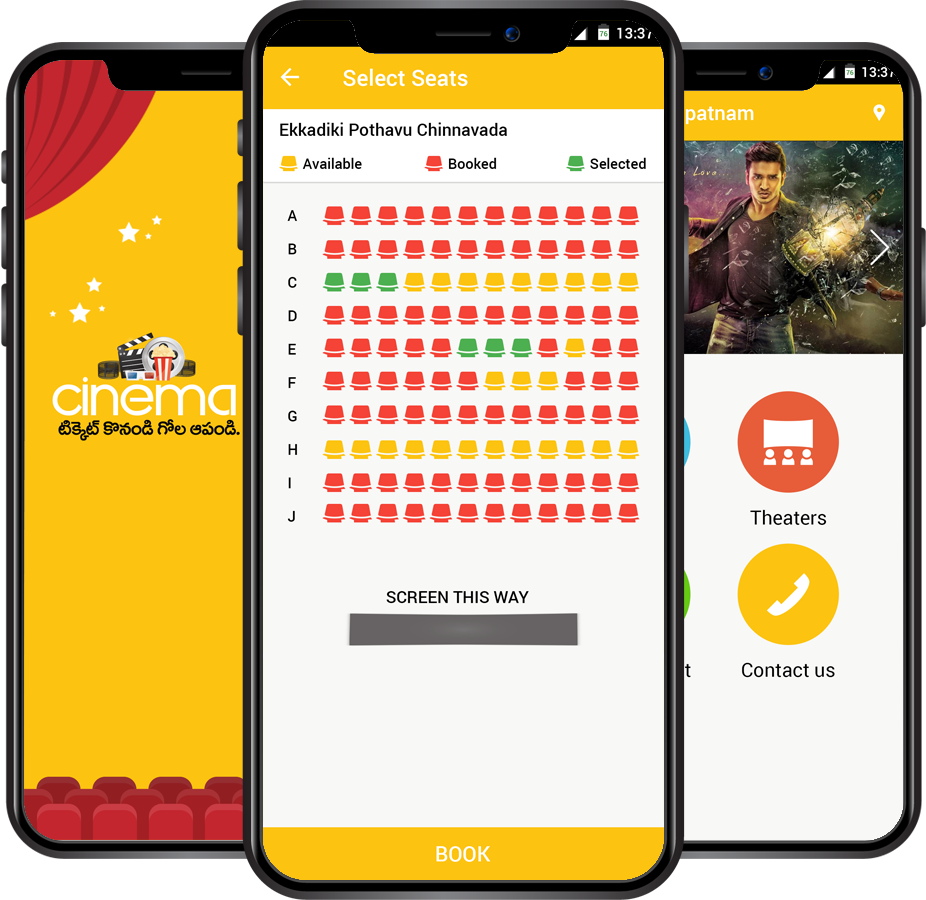 cinema
టిక్కెట్ కొనండి గోల ఆపండి.
76 13:37
Select Seats
Ekkadiki Pothavu Chinnavada
Available Booked Selected
A
B
C
D
E
F
G
H
I
J
SCREEN THIS WAY
BOOK
76 13:37
patnam
Love
Theaters
t
Contact us